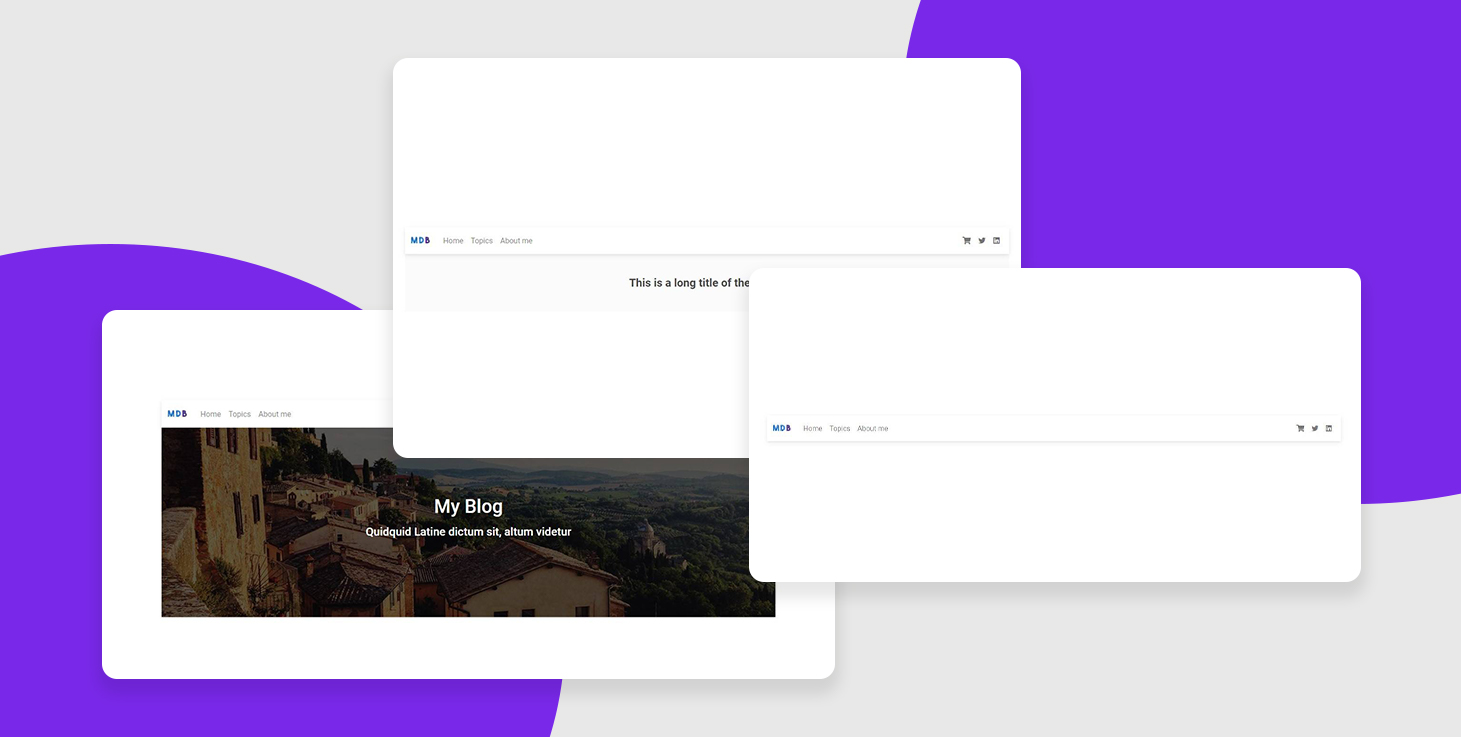 MDB Home Topics About me
This is a long title of the
MDB Home Topics About me
My Blog
Quidquid Latine dictum sit, altum videtur
MDB Home Topics About me